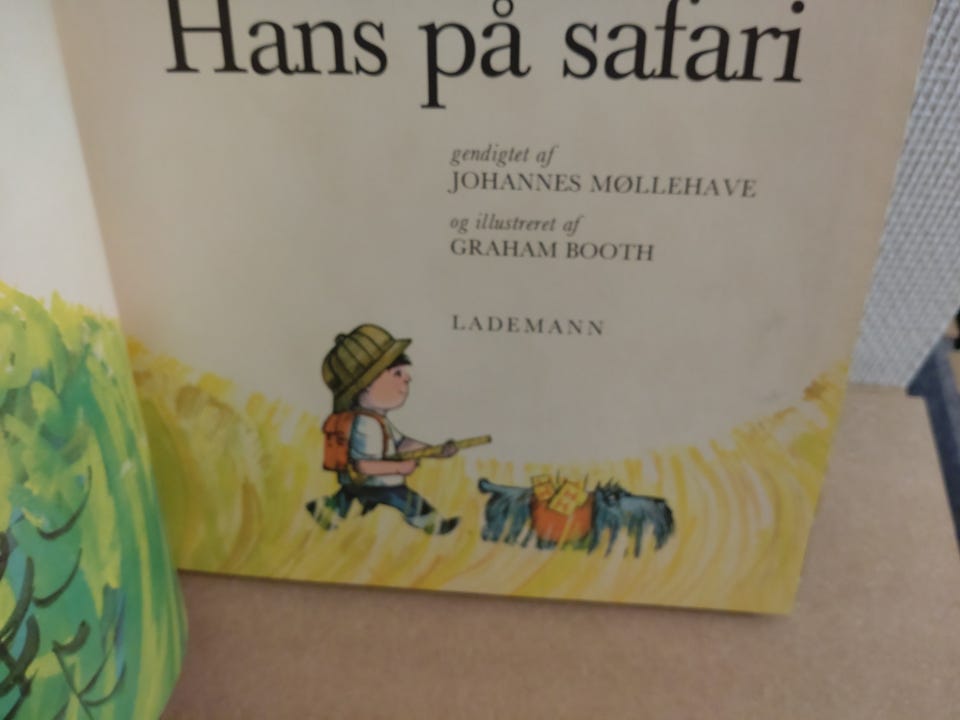 Hans på safari
gendigtet af
JOHANNES MØLLEHAVE
og illustreret af
GRAHAM BOOTH
LADEMANN